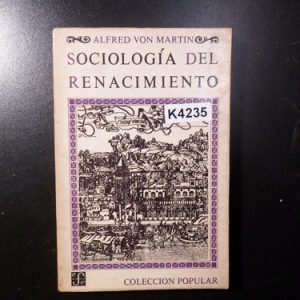 ALFRED VON MARTIN
SOCIOLOGÍA DEL
RENACIMIENTO
K4235
COLECCION POPULAR